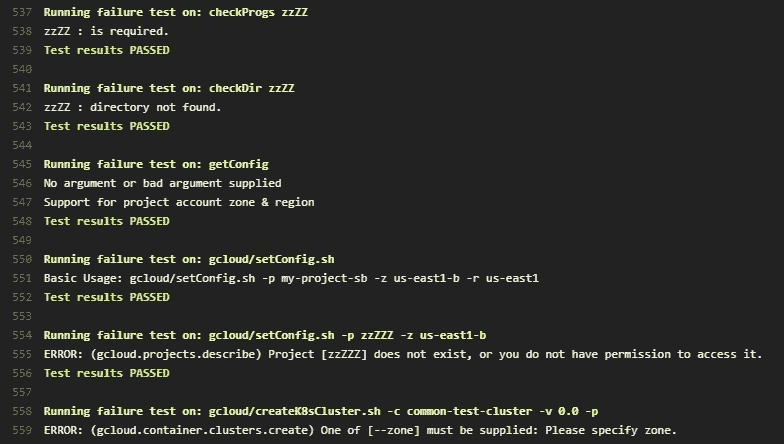 537 Running failure test on: checkProgs zzZZ
538 zzZZ : is required.
539 Test results PASSED
540
541 Running failure test on: checkDir zzZZ
542 zzZZ : directory not found.
543 Test results PASSED
544
545 Running failure test on: getConfig
546 No argument or bad argument supplied
547 Support for project account zone & region
548 Test results PASSED
549
550 Running failure test on: gcloud/setConfig.sh
551 Basic Usage: gcloud/setConfig.sh -p my-project-sb -z us-east1-b -r us-east1
552 Test results PASSED
553
554 Running failure test on: gcloud/setConfig.sh -p zzZZZ -z us-east1-b
555 ERROR: (gcloud.projects.describe) Project [zzZZZ] does not exist, or you do not have permission to access it.
556 Test results PASSED
557
558 Running failure test on: gcloud/createK8sCluster.sh -c common-test-cluster -v 0.0 -p
559 ERROR: (gcloud.container.clusters.create) One of [--zone] must be supplied: Please specify zone.